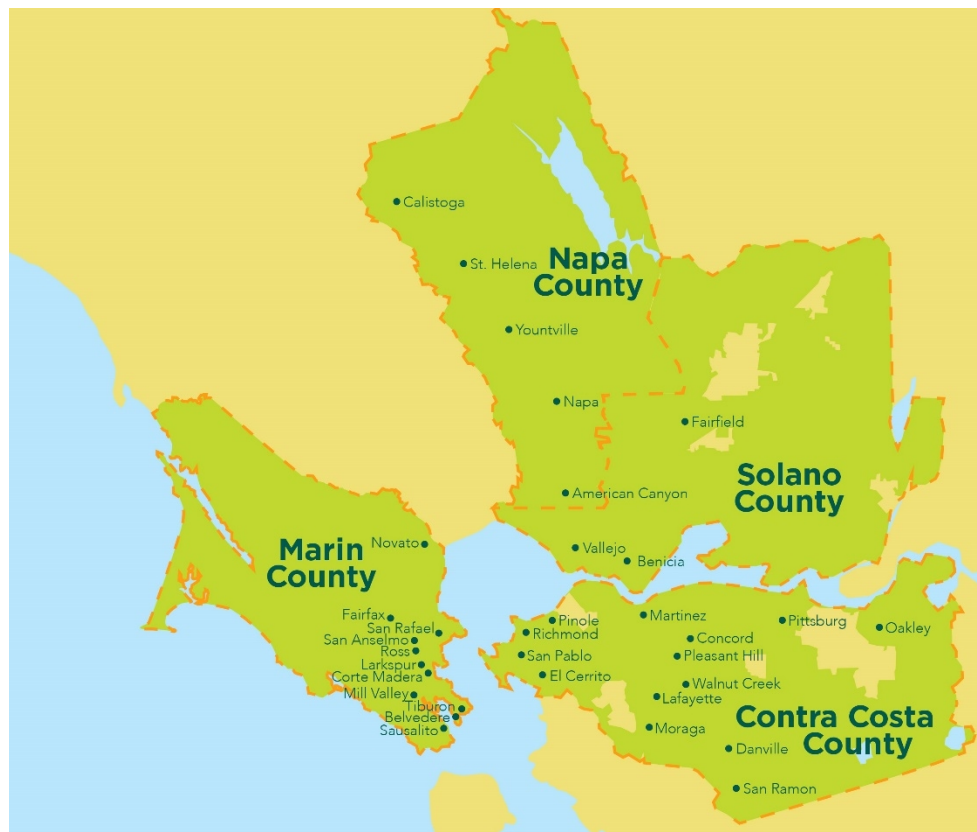 Calistoga
St. Helena
Napa
County
Yountville
Napa
Fairfield
American Canyon
Solano
County
Vallejo
Benicia
Novato
Marin
County
Fairfax
San Rafael
San Anselmo
Ross
Larkspur
Corte Madera
Mill Valley
Tiburon
Belvedere
Sausalito
Pinole
Richmond
San Pablo
El Cerrito
Martinez
Concord
Pleasant Hill
Walnut Creek
Lafayette
Moraga
Pittsburg
Oakley
Contra Costa
County
Danville
San Ramon